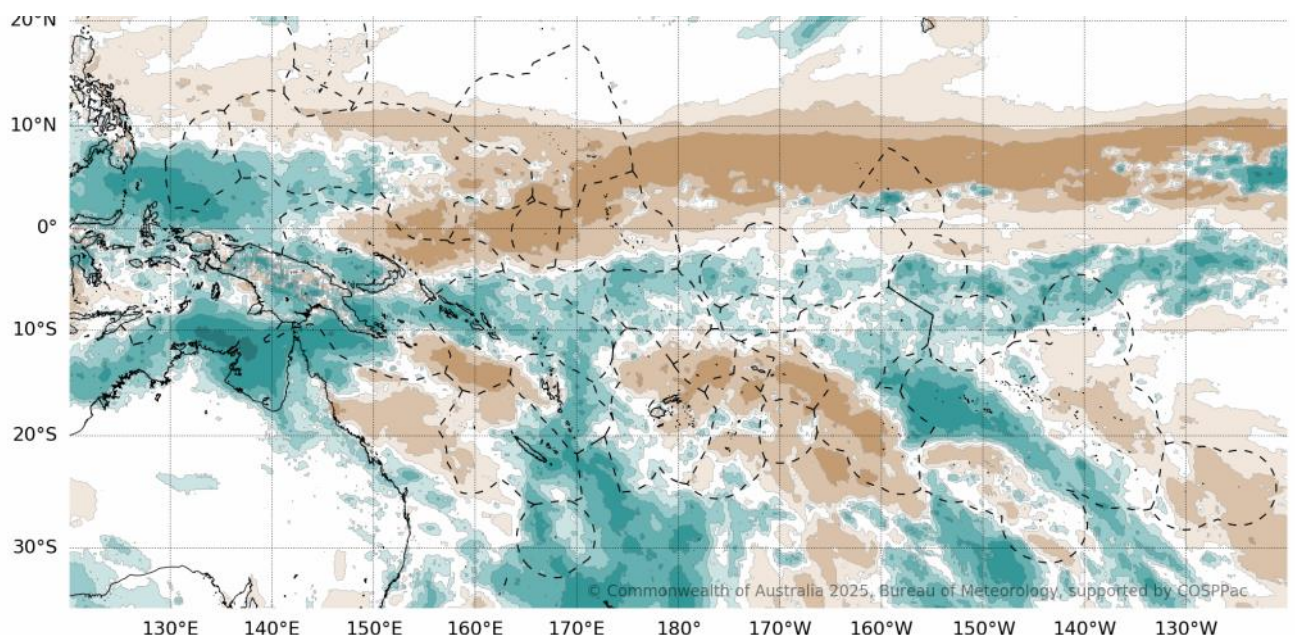 20°N
10°N
0°
10°S
20°S
30°S
© Commonwealth of Australia 2025, Bureau of Meteorology, supported by COSPPac
130°E 140°E 150°E 160°E 170°E 180° 170°W 160°W 150°W 140°W 130°W